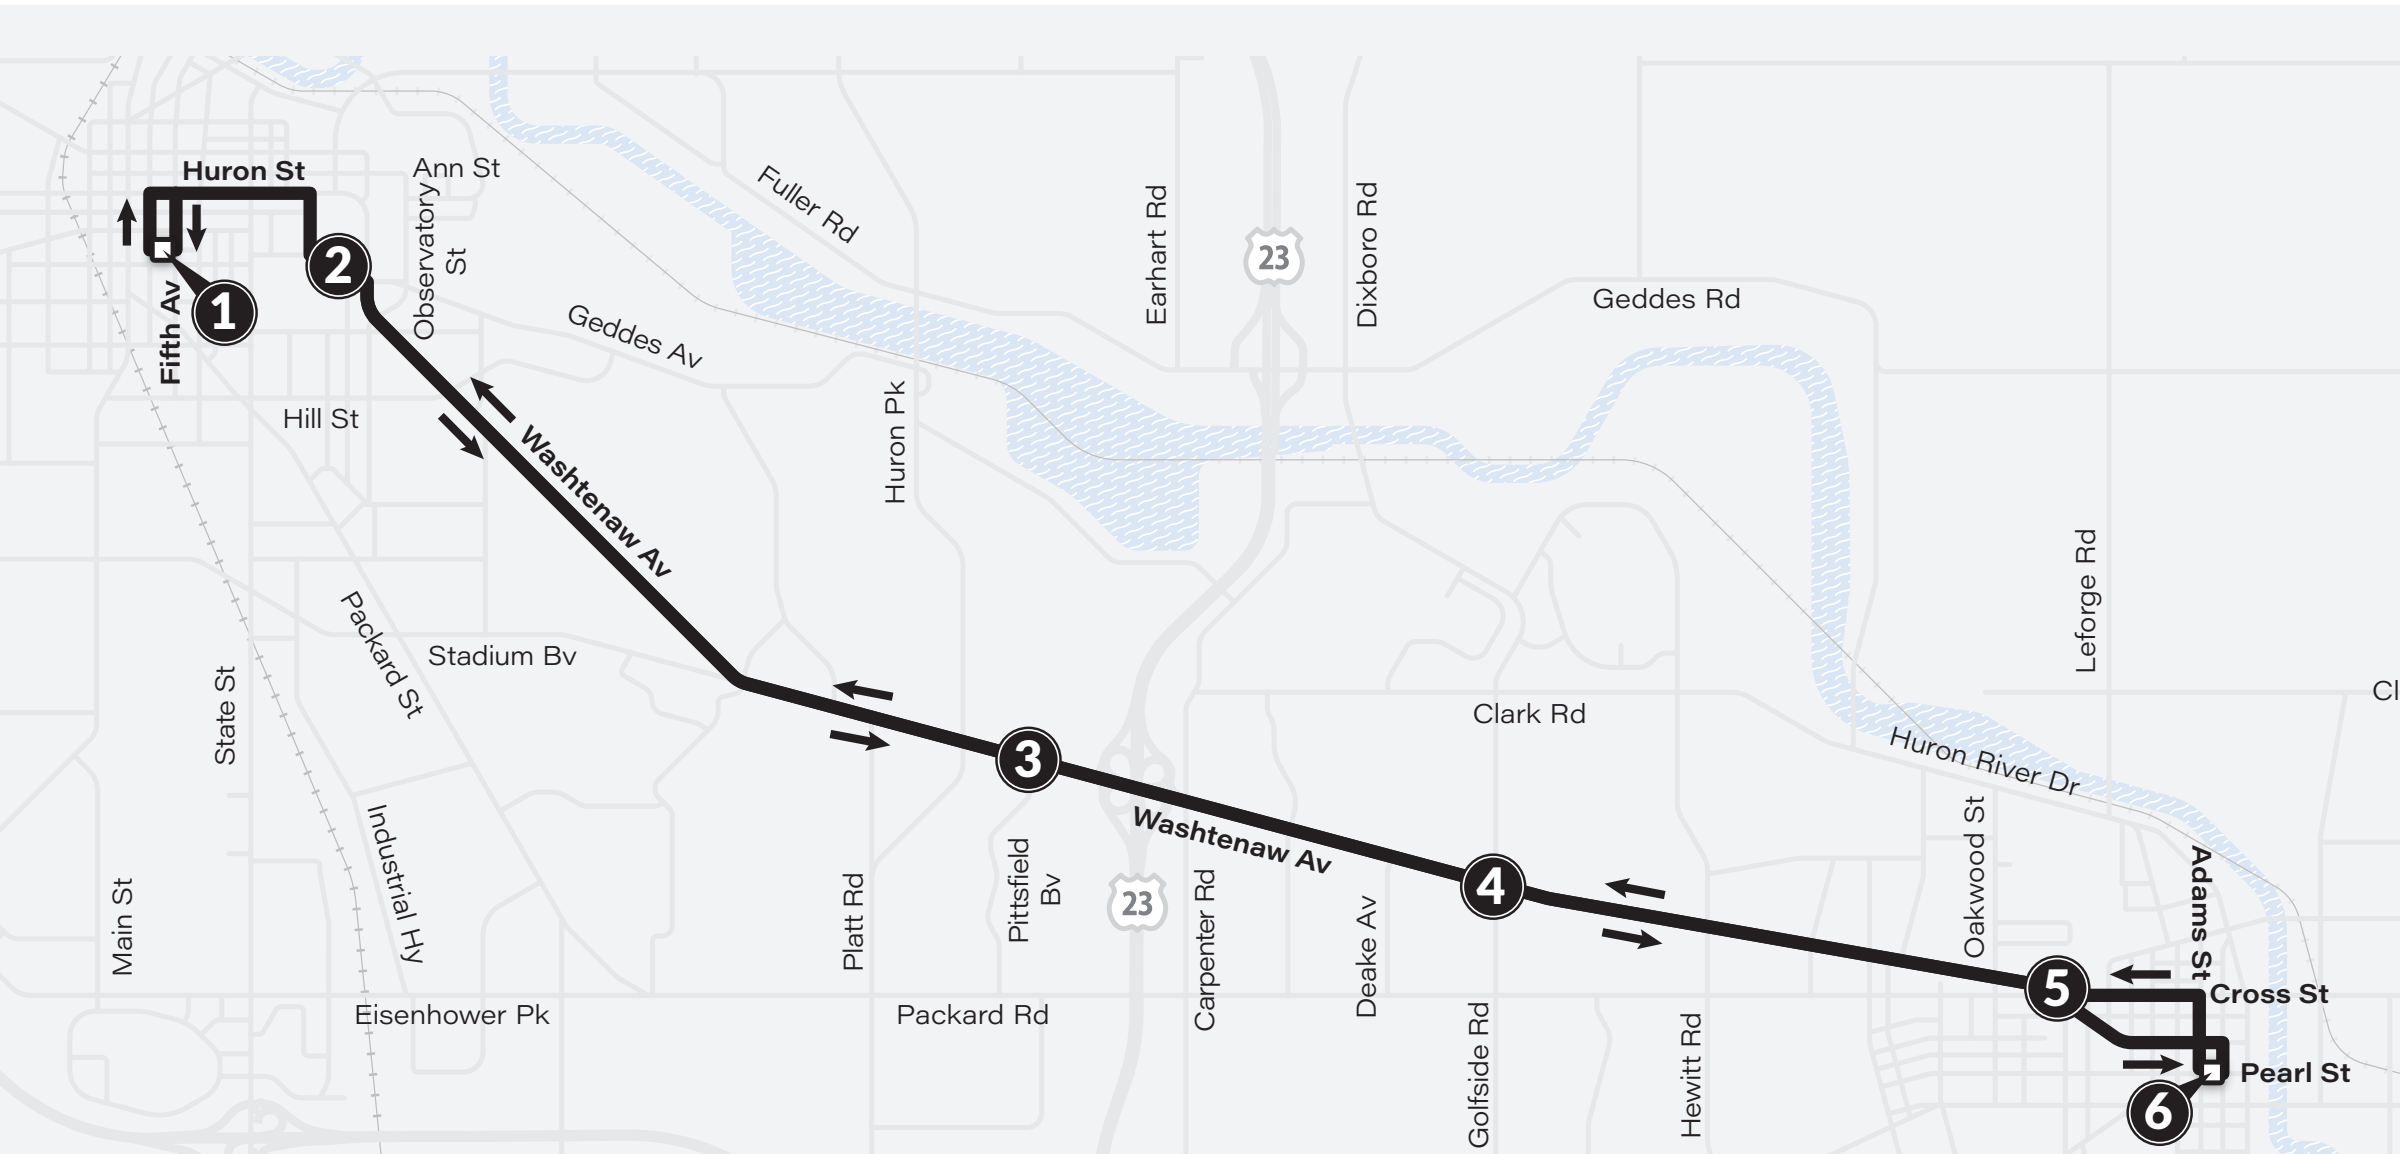 Huron St
Ann St
Observatory
St
Fuller Rd
Earhart Rd
23
Dixboro Rd
Geddes Rd
2
1
Fifth Av
Geddes Av
Hill St
Huron Pk
Washtenaw Av
Leforge Rd
Packard St
Stadium Bv
State St
Clark Rd
Cl
Huron River Dr
3
Washtenaw Av
Industrial Hy
Main St
Platt Rd
Pittsfield
Bv
23
Carpenter Rd
Deake Av
4
Oakwood St
Adams St
5
Cross St
Eisenhower Pk
Packard Rd
Golfside Rd
Hewitt Rd
Pearl St
6